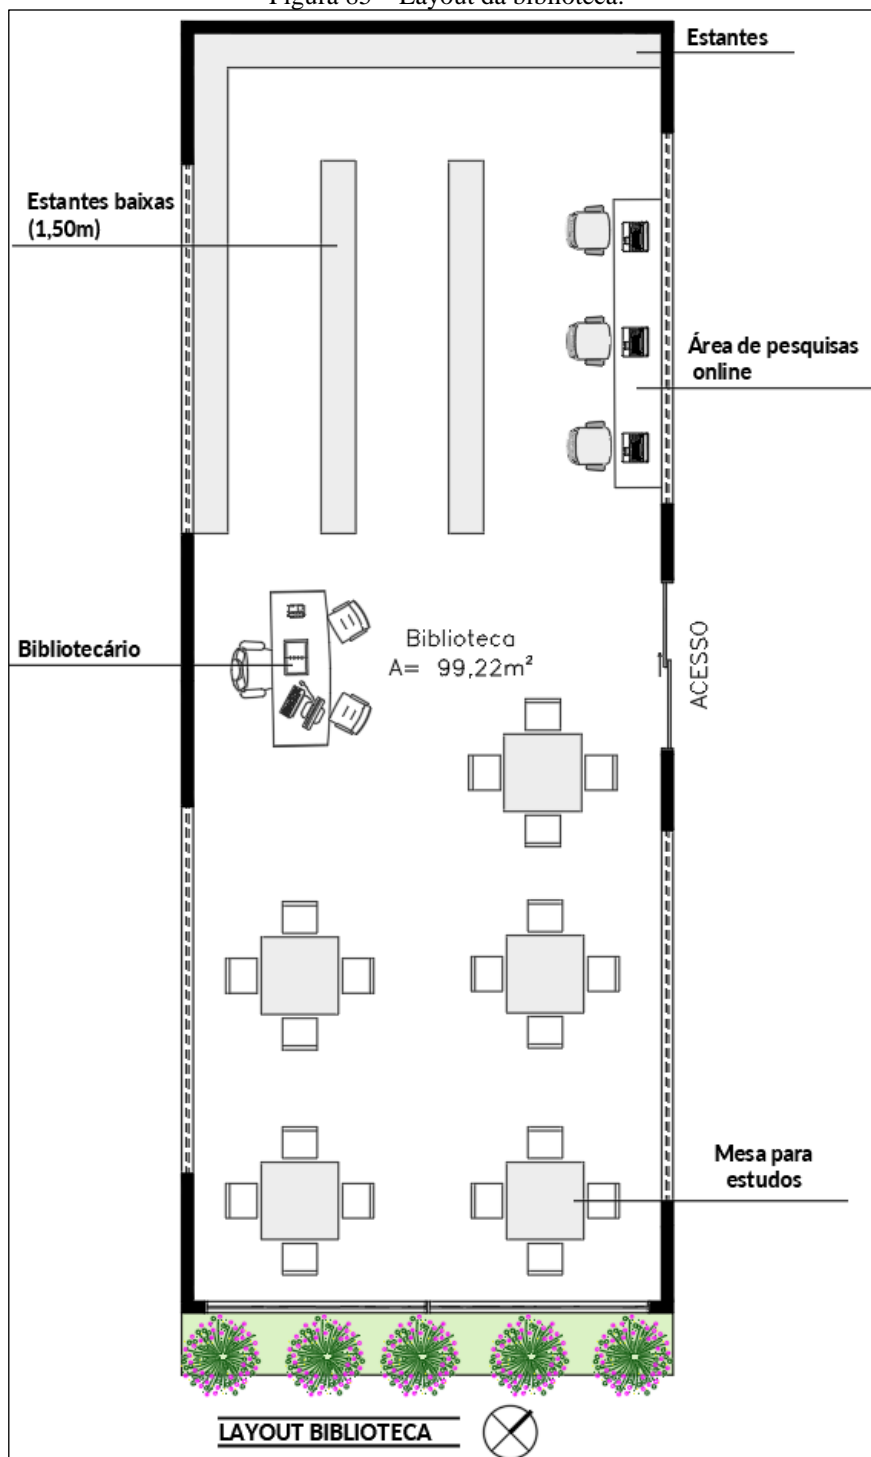 Figura 83 – Layout da biblioteca.
Estantes
Estantes baixas
(1,50m)
Área de pesquisas
online
Bibliotecário
Biblioteca
A= 99,22m²
ACESSO
Mesa para
estudos
LAYOUT BIBLIOTECA